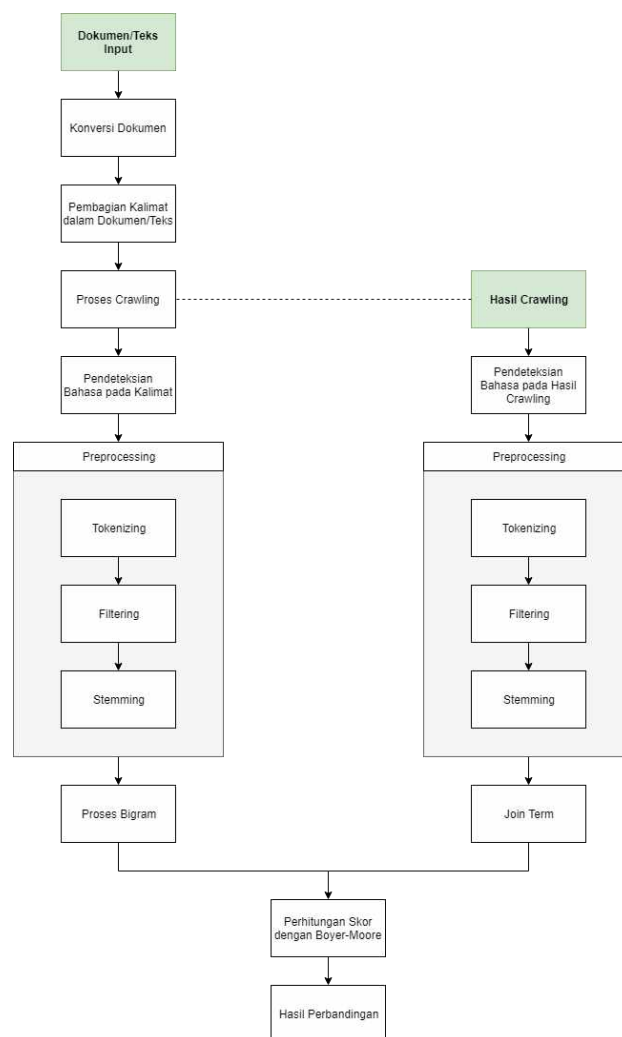 Dokumen/Teks
Input
Konversi Dokumen
Pembagian Kalimat
dalam Dokumen/Teks
Proses Crawling
Hasil Crawling
Pendeteksian
Bahasa pada Kalimat
Pendeteksian
Bahasa pada Hasil
Crawling
Preprocessing
Tokenizing
Filtering
Stemming
Preprocessing
Tokenizing
Filtering
Stemming
Proses Bigram
Join Term
Perhitungan Skor
dengan Boyer-Moore
Hasil Perbandingan